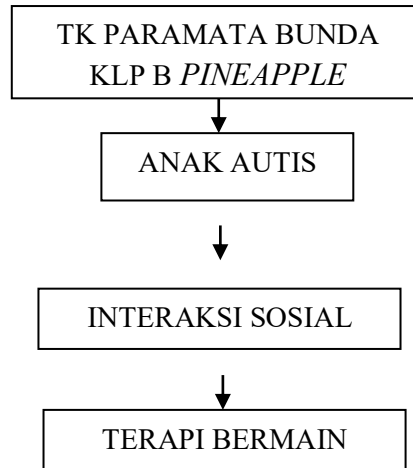 TK PARAMATA BUNDA
KLP B PINEAPPLE
ANAK AUTIS
INTERAKSI SOSIAL
TERAPI BERMAIN